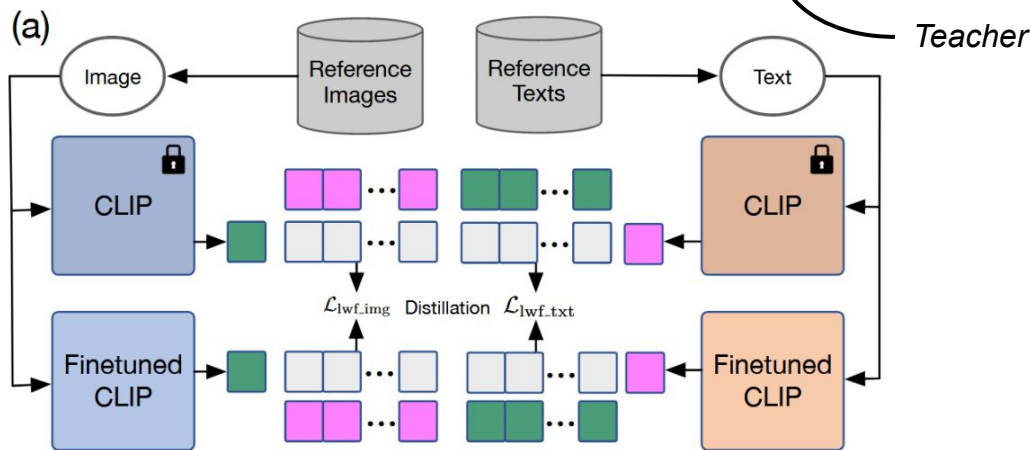 (a)
Teacher
Image
Reference
Images
Reference
Texts
Text
CLIP
CLIP
...
...
...
...
ℒlwf_img Distillation ℒlwf_txt
Finetuned
CLIP
Finetuned
CLIP
...
...
...
...